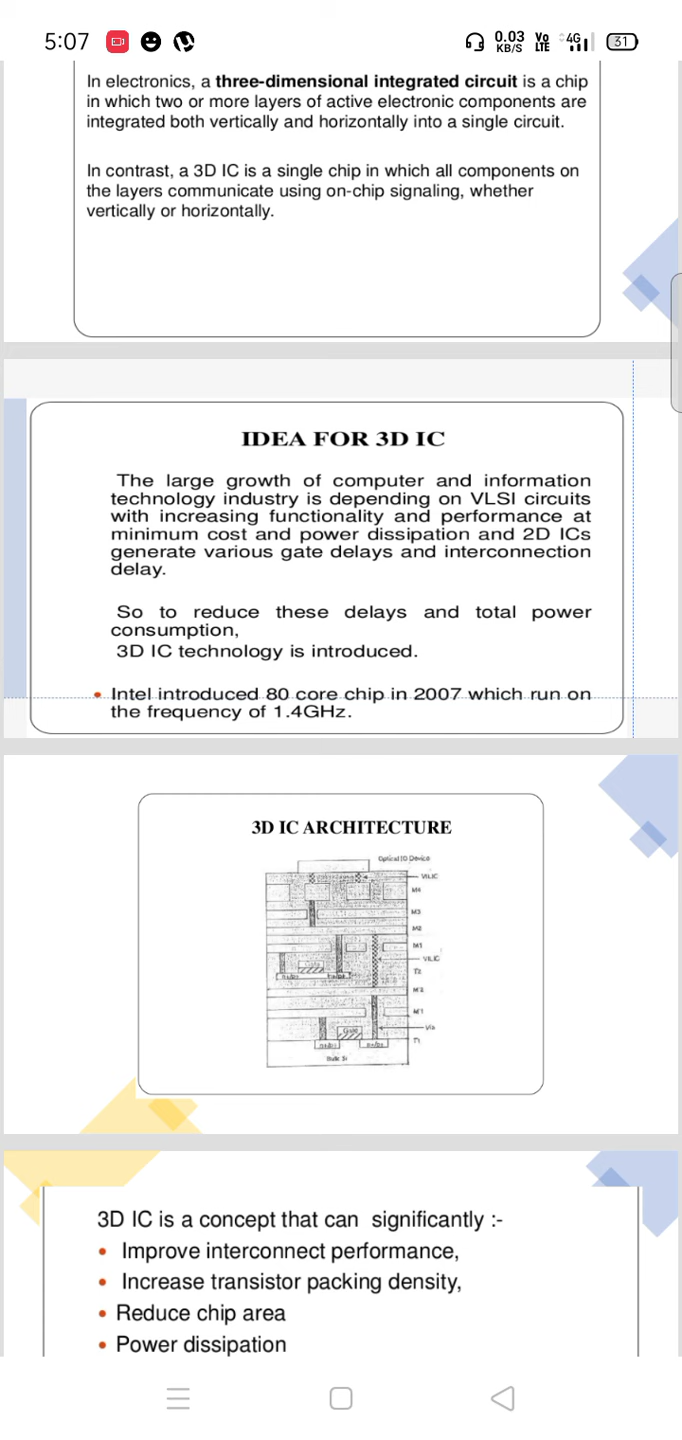 5:07
0.03 KB/S
Vo LTE
4G
31
In electronics, a three-dimensional integrated circuit is a chip
in which two or more layers of active electronic components are
integrated both vertically and horizontally into a single circuit.
In contrast, a 3D IC is a single chip in which all components on
the layers communicate using on-chip signaling, whether
vertically or horizontally.
IDEA FOR 3D IC
The large growth of computer and information
technology industry is depending on VLSI circuits
with increasing functionality and performance at
minimum cost and power dissipation and 2D ICs
generate various gate delays and interconnection
delay.
So to reduce these delays and total power
consumption,
3D IC technology is introduced.
• Intel introduced 80 core chip in 2007 which run on
the frequency of 1.4GHz.
3D IC ARCHITECTURE
Optical IO Device
VILIC
M4
M3
M2
M1
VILIC
T2
M1
Via
Gate
T1
Bulk Si
3D IC is a concept that can significantly :-
• Improve interconnect performance,
• Increase transistor packing density,
• Reduce chip area
• Power dissipation